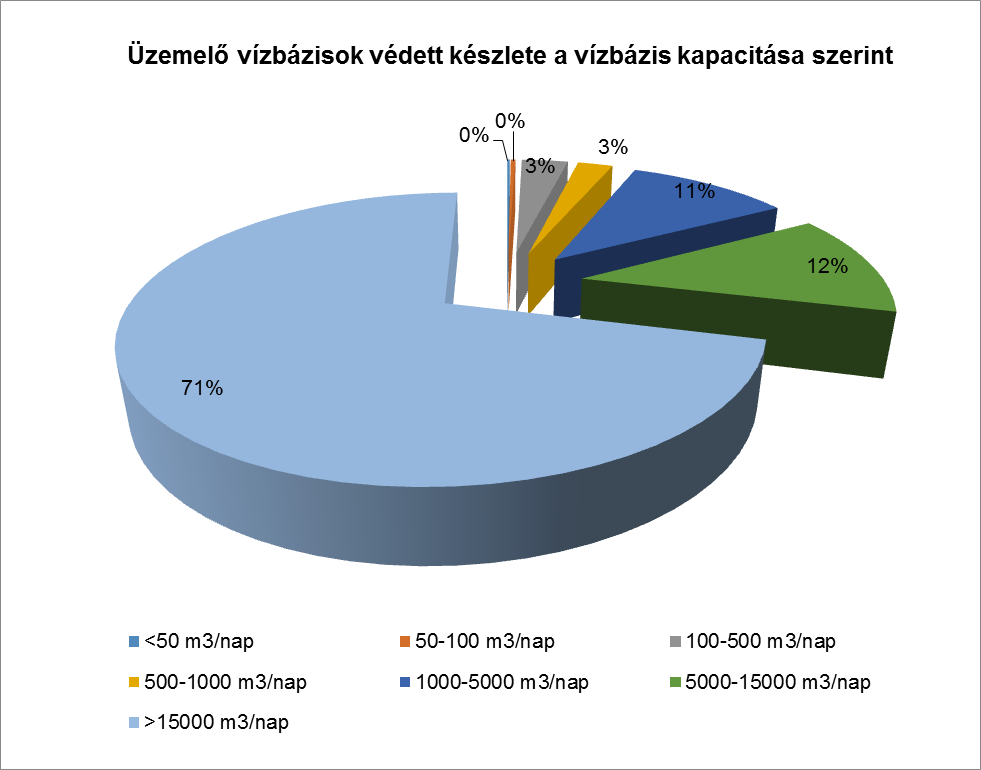 Üzemelő vízbázisok védett készlete a vízbázis kapacitása szerint
0%
0%
3%
3%
11%
12%
71%
<50 m3/nap
50-100 m3/nap
100-500 m3/nap
500-1000 m3/nap
1000-5000 m3/nap
5000-15000 m3/nap
>15000 m3/nap